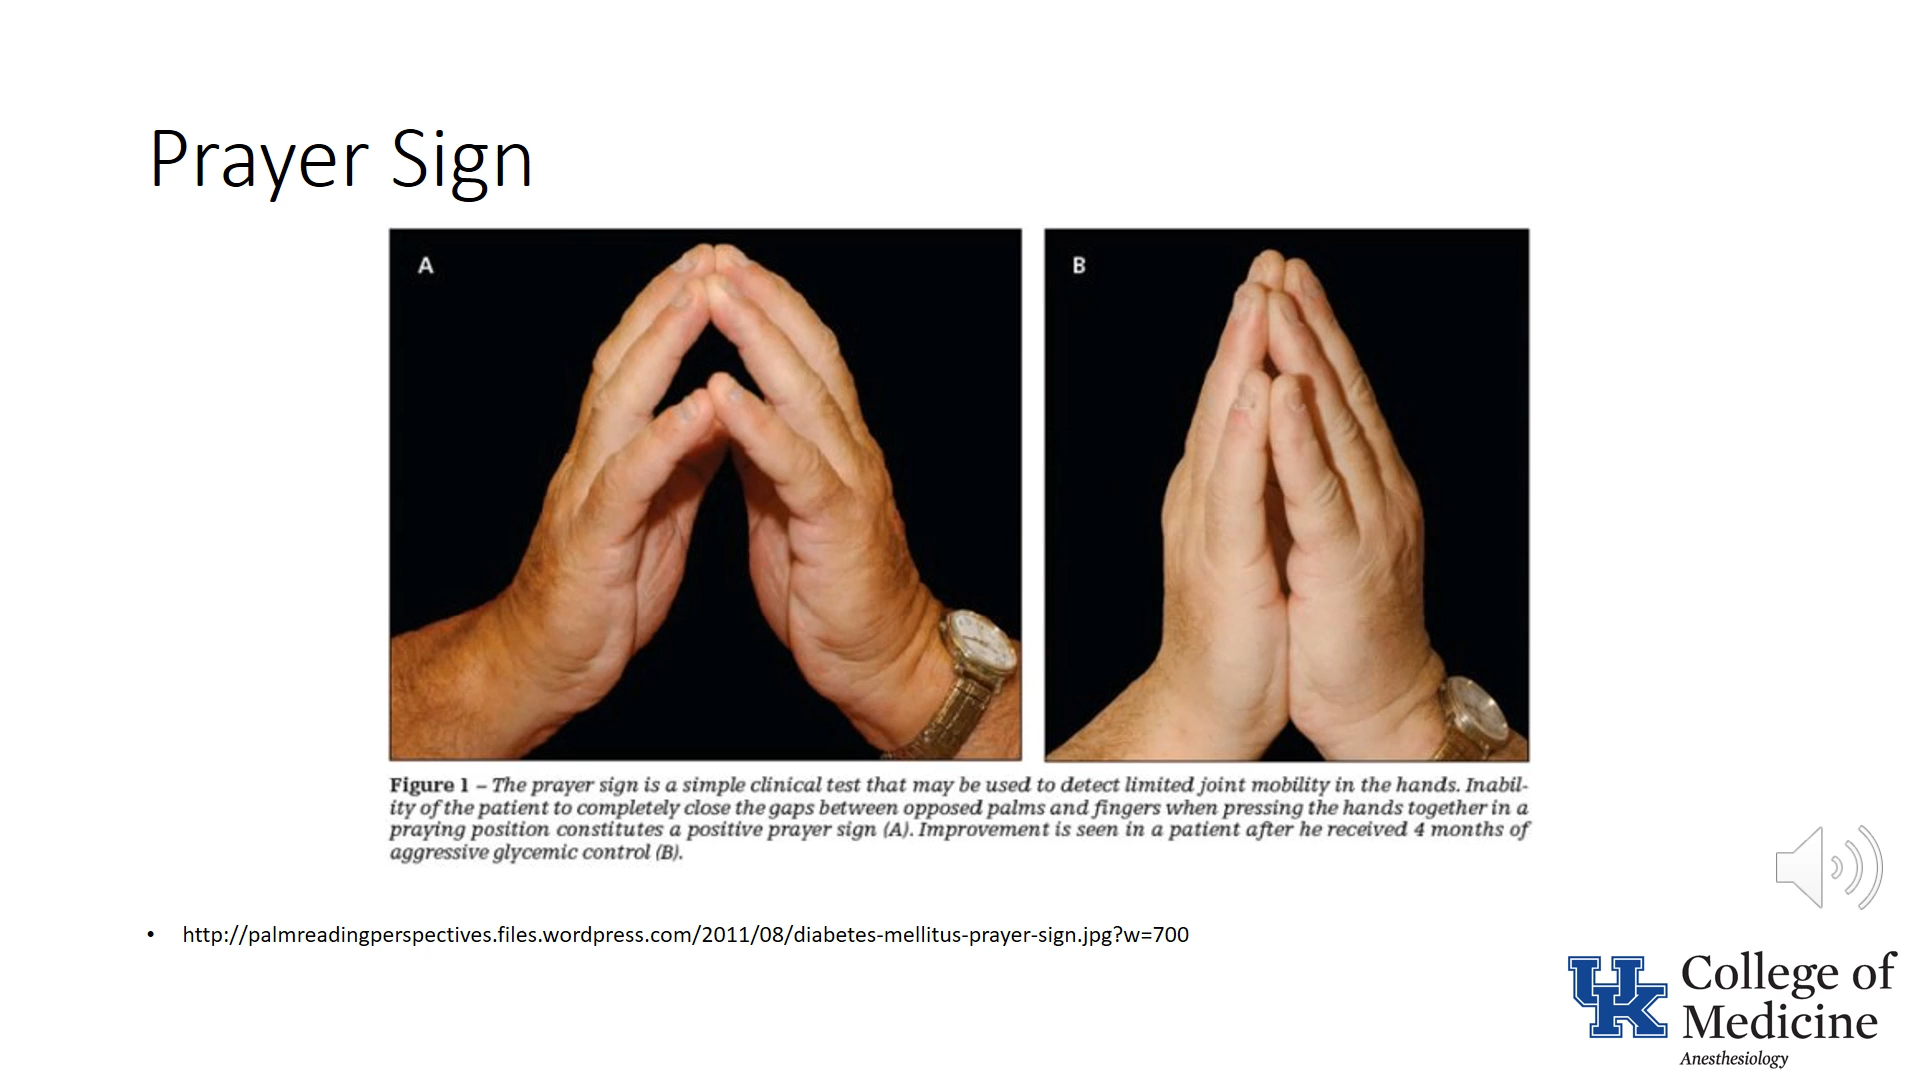 Prayer Sign
A
B
Figure 1 – The prayer sign is a simple clinical test that may be used to detect limited joint mobility in the hands. Inabil-
ity of the patient to completely close the gaps between opposed palms and fingers when pressing the hands together in a
praying position constitutes a positive prayer sign (A). Improvement is seen in a patient after he received 4 months of
aggressive glycemic control (B).
• http://palmreadingperspectives.files.wordpress.com/2011/08/diabetes-mellitus-prayer-sign.jpg?w=700
UK
College of
Medicine
Anesthesiology